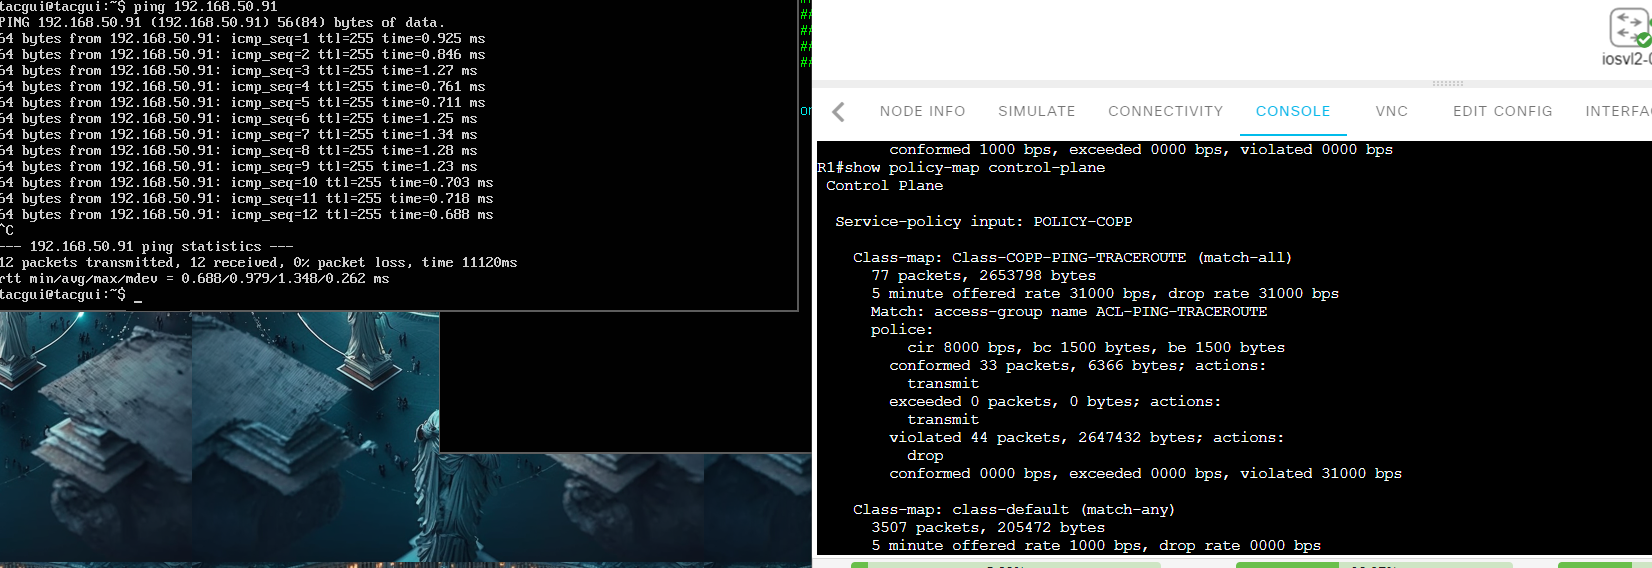 tacgui@tacgui:~$ ping 192.168.50.91
PING 192.168.50.91 (192.168.50.91) 56(84) bytes of data.
64 bytes from 192.168.50.91: icmp_seq=1 ttl=255 time=0.925 ms
64 bytes from 192.168.50.91: icmp_seq=2 ttl=255 time=0.846 ms
64 bytes from 192.168.50.91: icmp_seq=3 ttl=255 time=1.27 ms
64 bytes from 192.168.50.91: icmp_seq=4 ttl=255 time=0.761 ms
64 bytes from 192.168.50.91: icmp_seq=5 ttl=255 time=0.711 ms
64 bytes from 192.168.50.91: icmp_seq=6 ttl=255 time=1.25 ms
64 bytes from 192.168.50.91: icmp_seq=7 ttl=255 time=1.34 ms
64 bytes from 192.168.50.91: icmp_seq=8 ttl=255 time=1.28 ms
64 bytes from 192.168.50.91: icmp_seq=9 ttl=255 time=1.23 ms
64 bytes from 192.168.50.91: icmp_seq=10 ttl=255 time=0.703 ms
64 bytes from 192.168.50.91: icmp_seq=11 ttl=255 time=0.718 ms
64 bytes from 192.168.50.91: icmp_seq=12 ttl=255 time=0.688 ms
^C
--- 192.168.50.91 ping statistics ---
12 packets transmitted, 12 received, 0% packet loss, time 11120ms
rtt min/avg/max/mdev = 0.688/0.979/1.348/0.262 ms
tacgui@tacgui:~$ _
##
##
##
##
or
iosvl2-0
NODE INFO SIMULATE CONNECTIVITY CONSOLE VNC EDIT CONFIG INTERFA
conformed 1000 bps, exceeded 0000 bps, violated 0000 bps
R1#show policy-map control-plane
Control Plane
Service-policy input: POLICY-COPP
Class-map: Class-COPP-PING-TRACEROUTE (match-all)
77 packets, 2653798 bytes
5 minute offered rate 31000 bps, drop rate 31000 bps
Match: access-group name ACL-PING-TRACEROUTE
police:
cir 8000 bps, bc 1500 bytes, be 1500 bytes
conformed 33 packets, 6366 bytes; actions:
transmit
exceeded 0 packets, 0 bytes; actions:
transmit
violated 44 packets, 2647432 bytes; actions:
drop
conformed 0000 bps, exceeded 0000 bps, violated 31000 bps
Class-map: class-default (match-any)
3507 packets, 205472 bytes
5 minute offered rate 1000 bps, drop rate 0000 bps